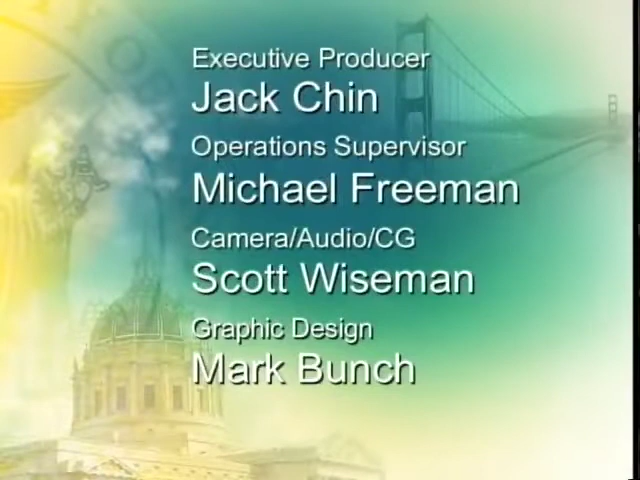 Executive Producer
Jack Chin
Operations Supervisor
Michael Freeman
Camera/Audio/CG
Scott Wiseman
Graphic Design
Mark Bunch